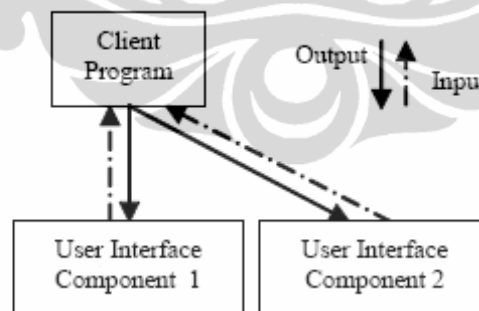 Client
Program
Output
Inpu
User Interface
Component 1
User Interface
Component 2